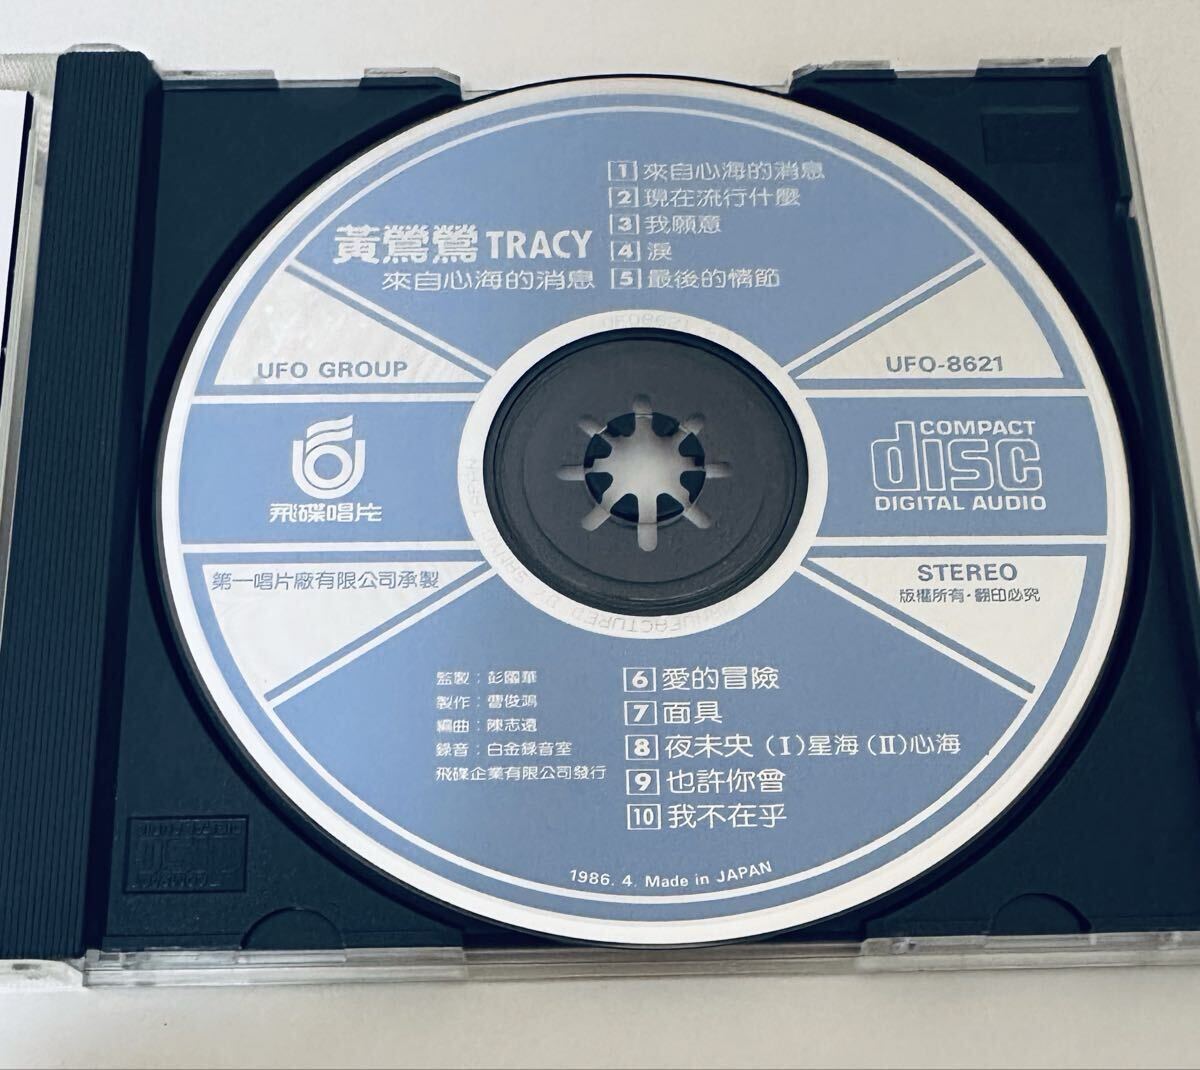 1 來自心海的消息
2 現在流行什麼
3 我願意
4 淚
5 最後的情節
黃鶯鶯 TRACY
來自心海的消息
UFO GROUP
UFO-8621
飛碟唱片
COMPACT
disc
DIGITAL AUDIO
第一唱片廠有限公司承製
STEREO
版權所有·翻印必究
監製:彭國華
製作:曹俊鴻
編曲:陳志遠
錄音:白金錄音室
飛碟企業有限公司發行
6 愛的冒險
7 面具
8 夜未央 (Ⅰ)星海 (Ⅱ)心海
9 也許你曾
10 我不在乎
1986. 4. Made in JAPAN